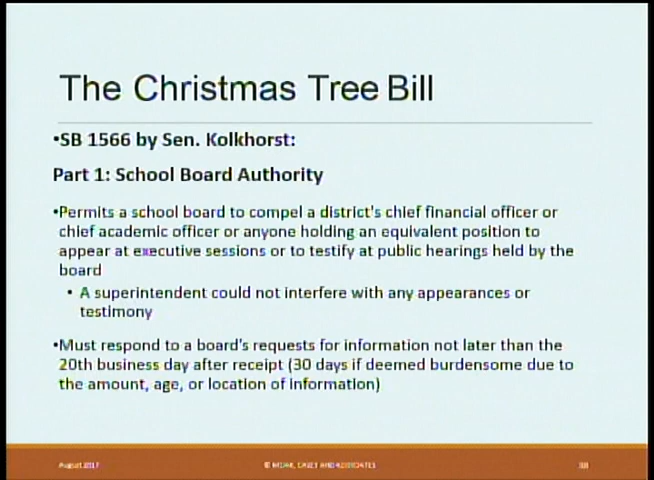 The Christmas Tree Bill
•SB 1566 by Sen. Kolkhorst:
Part 1: School Board Authority
•Permits a school board to compel a district's chief financial officer or
chief academic officer or anyone holding an equivalent position to
appear at executive sessions or to testify at public hearings held by the
board
• A superintendent could not interfere with any appearances or
testimony
•Must respond to a board's requests for information not later than the
20th business day after receipt (30 days if deemed burdensome due to
the amount, age, or location of information)
August 2017
© MOAK, CASEY AND ASSOCIATES